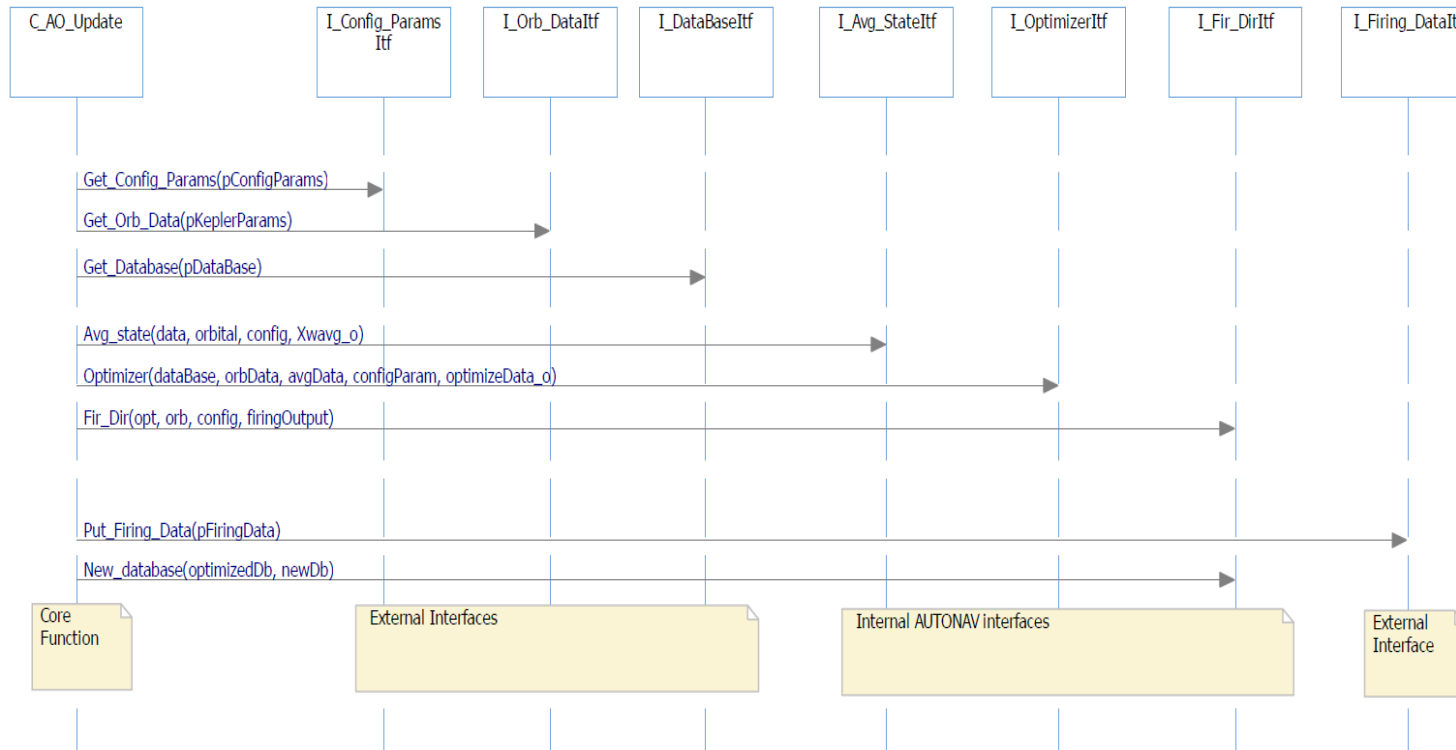 C_AO_Update
I_Config_Params
Itf
I_Orb_DataItf
I_DataBaseItf
I_Avg_StateItf
I_OptimizerItf
I_Fir_DirItf
I_Firing_DataIt
Get_Config_Params(pConfigParams)
Get_Orb_Data(pKeplerParams)
Get_Database(pDataBase)
Avg_state(data, orbital, config, Xwavg_o)
Optimizer(dataBase, orbData, avgData, configParam, optimizeData_o)
Fir_Dir(opt, orb, config, firingOutput)
Put_Firing_Data(pFiringData)
New_database(optimizedDb, newDb)
Core
Function
External Interfaces
Internal AUTONAV interfaces
External
Interface